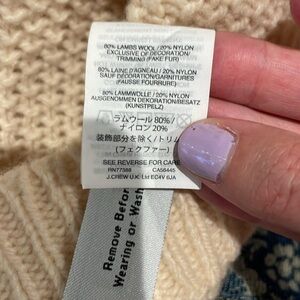 80% LAMBS WOOL / 20% NYLON
EXCLUSIVE OF DECORATION/
TRIMMING (FAKE FUR)
80% LAINE D'AGNEAU / 20% NYLON
SAUF DÉCORATION/GARNITURES
(FAUSSE FOURRURE)
80% LAMMWOLLE / 20% NYLON
AUSGENOMMEN DEKORATION/BESATZ
(KUNSTPELZ)
ラムウール 80%/
ナイロン 20%
装飾部分を除く/トリム
(フェクファー)
SEE REVERSE FOR CARE
RN77388 CA56445
J.CREW U.K. Ltd EC4V 6JA
Remove Before
Wearing or Wash